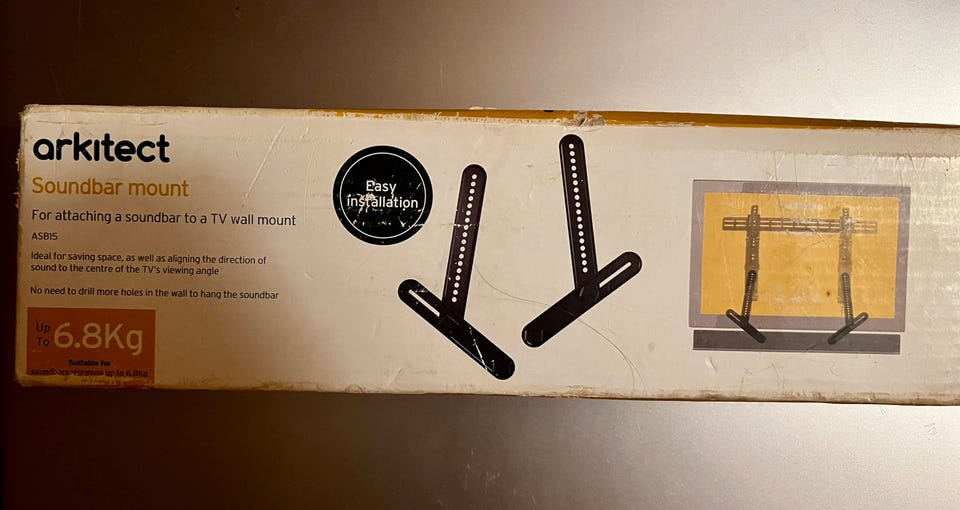 arkitect
Soundbar mount
For attaching a soundbar to a TV wall mount
ASB15
Ideal for saving space, as well as aligning the direction of
sound to the centre of the TV's viewing angle
No need to drill more holes in the wall to hang the soundbar
Up
To
6.8Kg
Suitable for
soundbars weighing up to 6.8Kg
Easy
installation